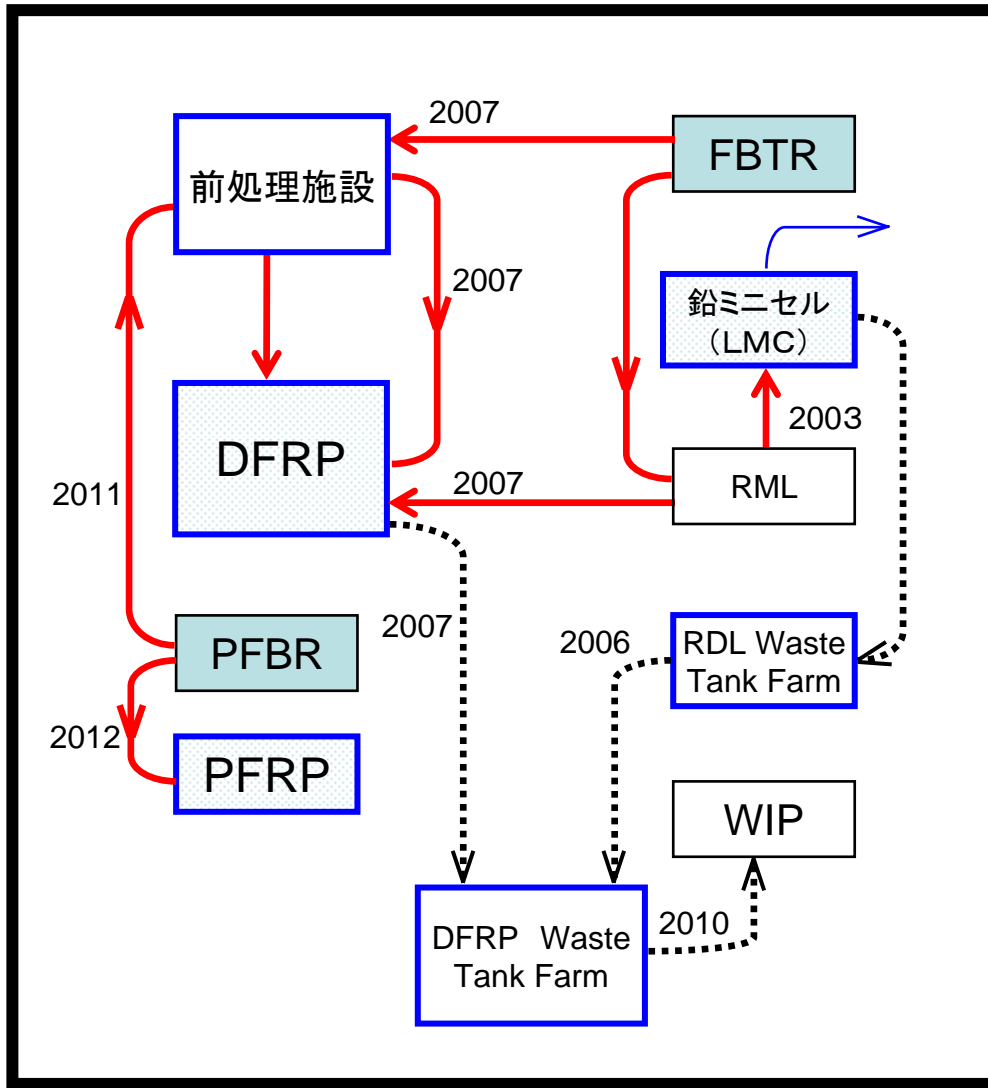 2007
前処理施設
FBTR
2007
鉛ミニセル
（ＬＭＣ）
2003
DFRP
2011
2007
RML
2007
2006
RDL Waste
Tank Farm
PFBR
2012
PFRP
WIP
DFRP Waste
Tank Farm
2010